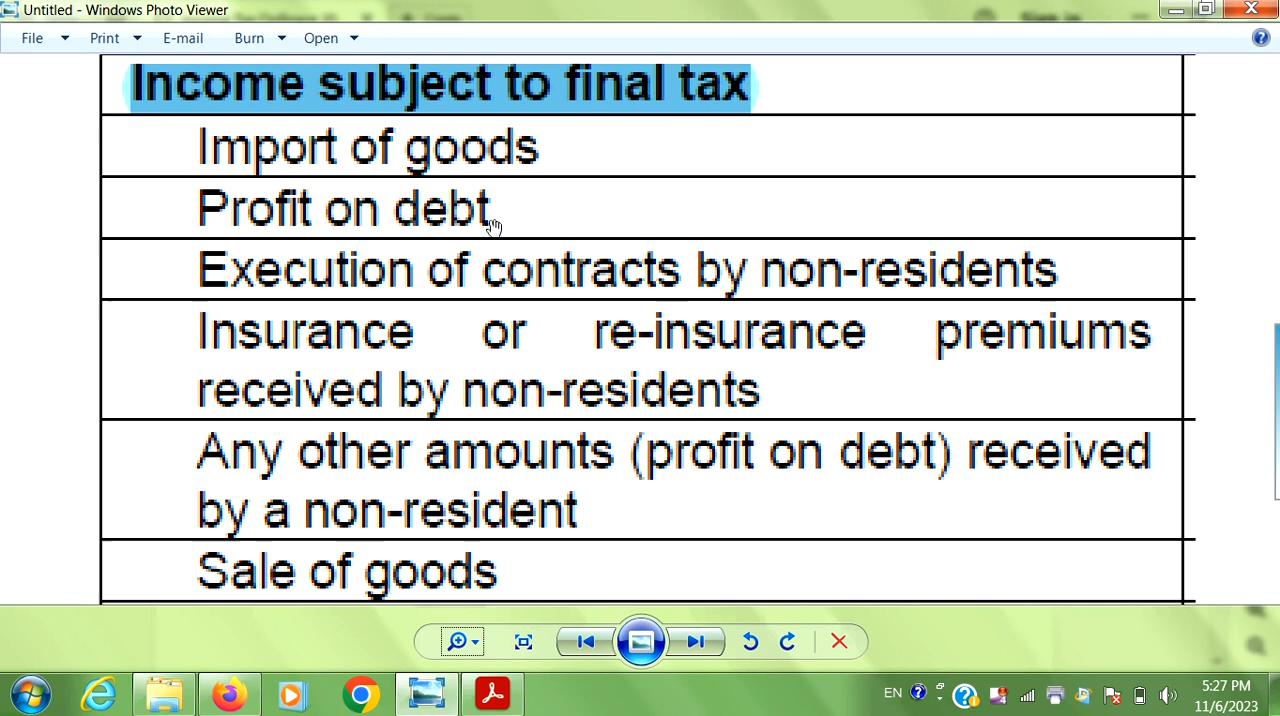 Untitled - Windows Photo Viewer
File Print E-mail Burn Open
Income subject to final tax
Import of goods
Profit on debt
Execution of contracts by non-residents
Insurance or re-insurance premiums
received by non-residents
Any other amounts (profit on debt) received
by a non-resident
Sale of goods
EN
5:27 PM
11/6/2023